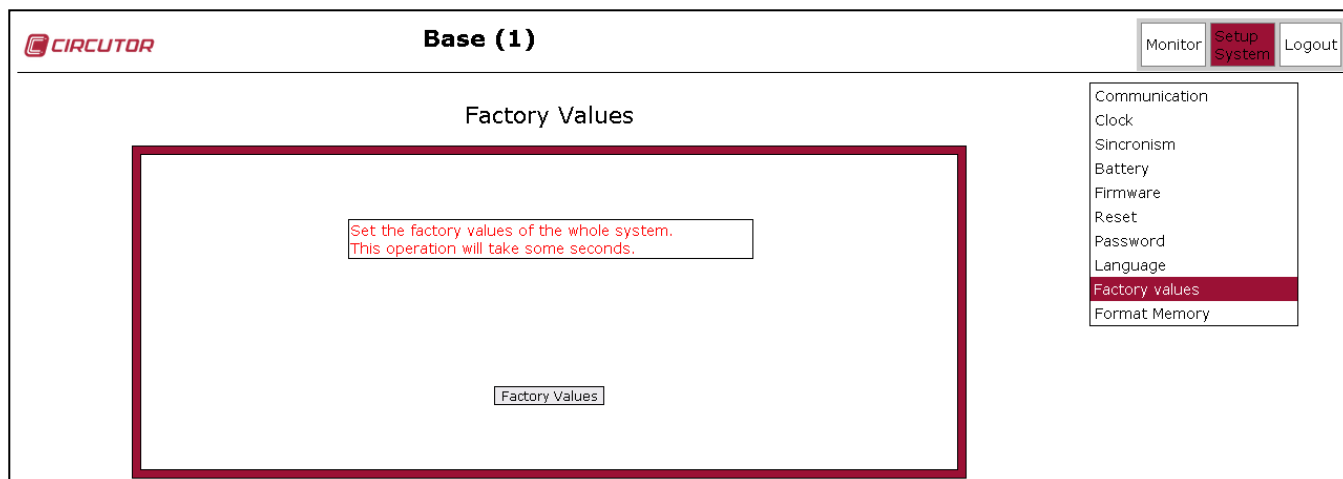 CIRCUTOR
Base (1)
Monitor
Setup
System
Logout
Factory Values
Set the factory values of the whole system.
This operation will take some seconds.
Factory Values
Communication
Clock
Sincronism
Battery
Firmware
Reset
Password
Language
Factory values
Format Memory